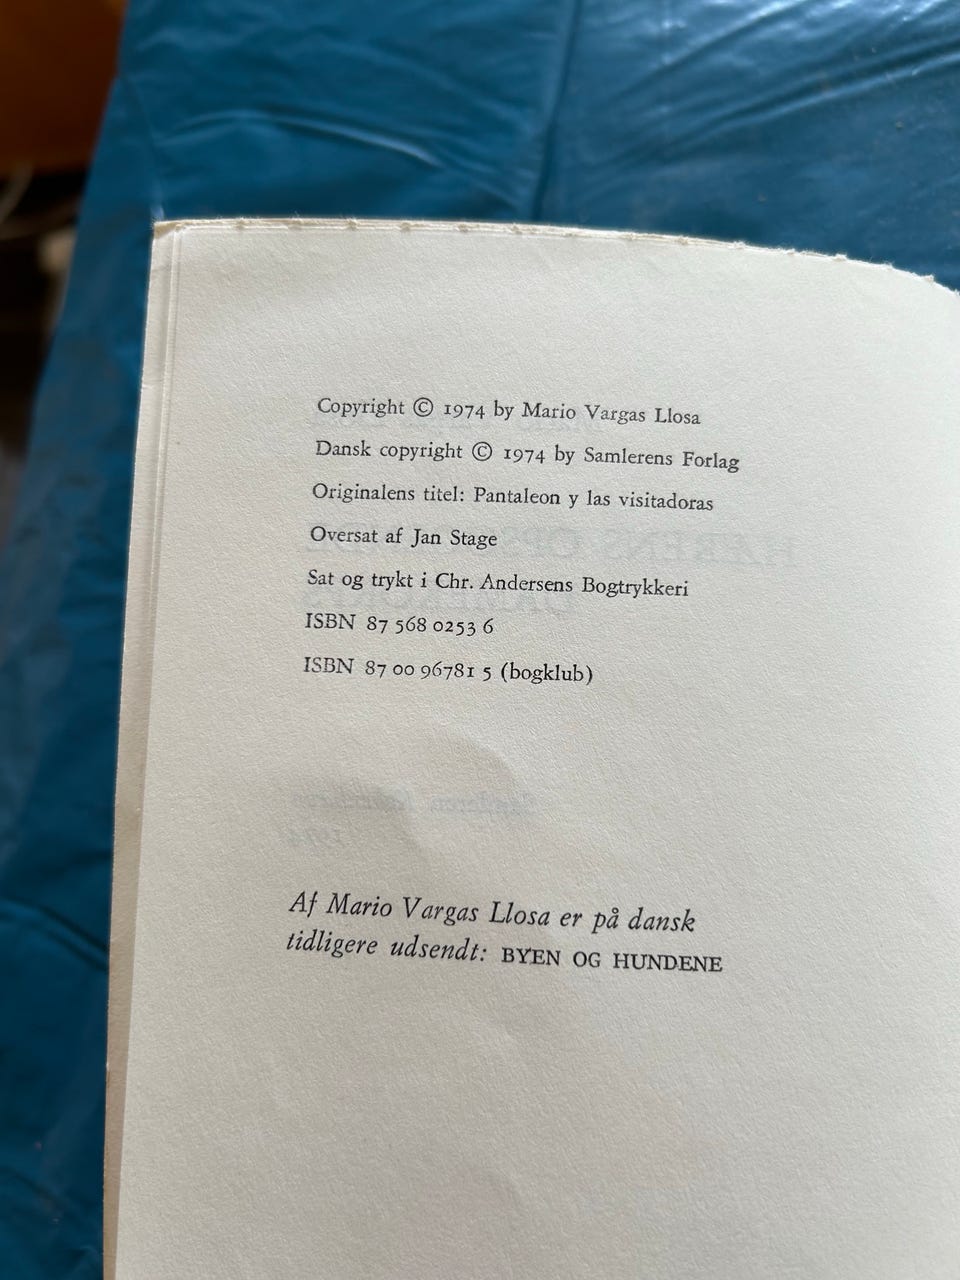 Copyright © 1974 by Mario Vargas Llosa
Dansk copyright © 1974 by Samlerens Forlag
Originalens titel: Pantaleon y las visitadoras
Oversat af Jan Stage
Sat og trykt i Chr. Andersens Bogtrykkeri
ISBN 87 568 0253 6
ISBN 87 00 96781 5 (bogklub)
Af Mario Vargas Llosa er på dansk
tidligere udsendt: BYEN OG HUNDENE